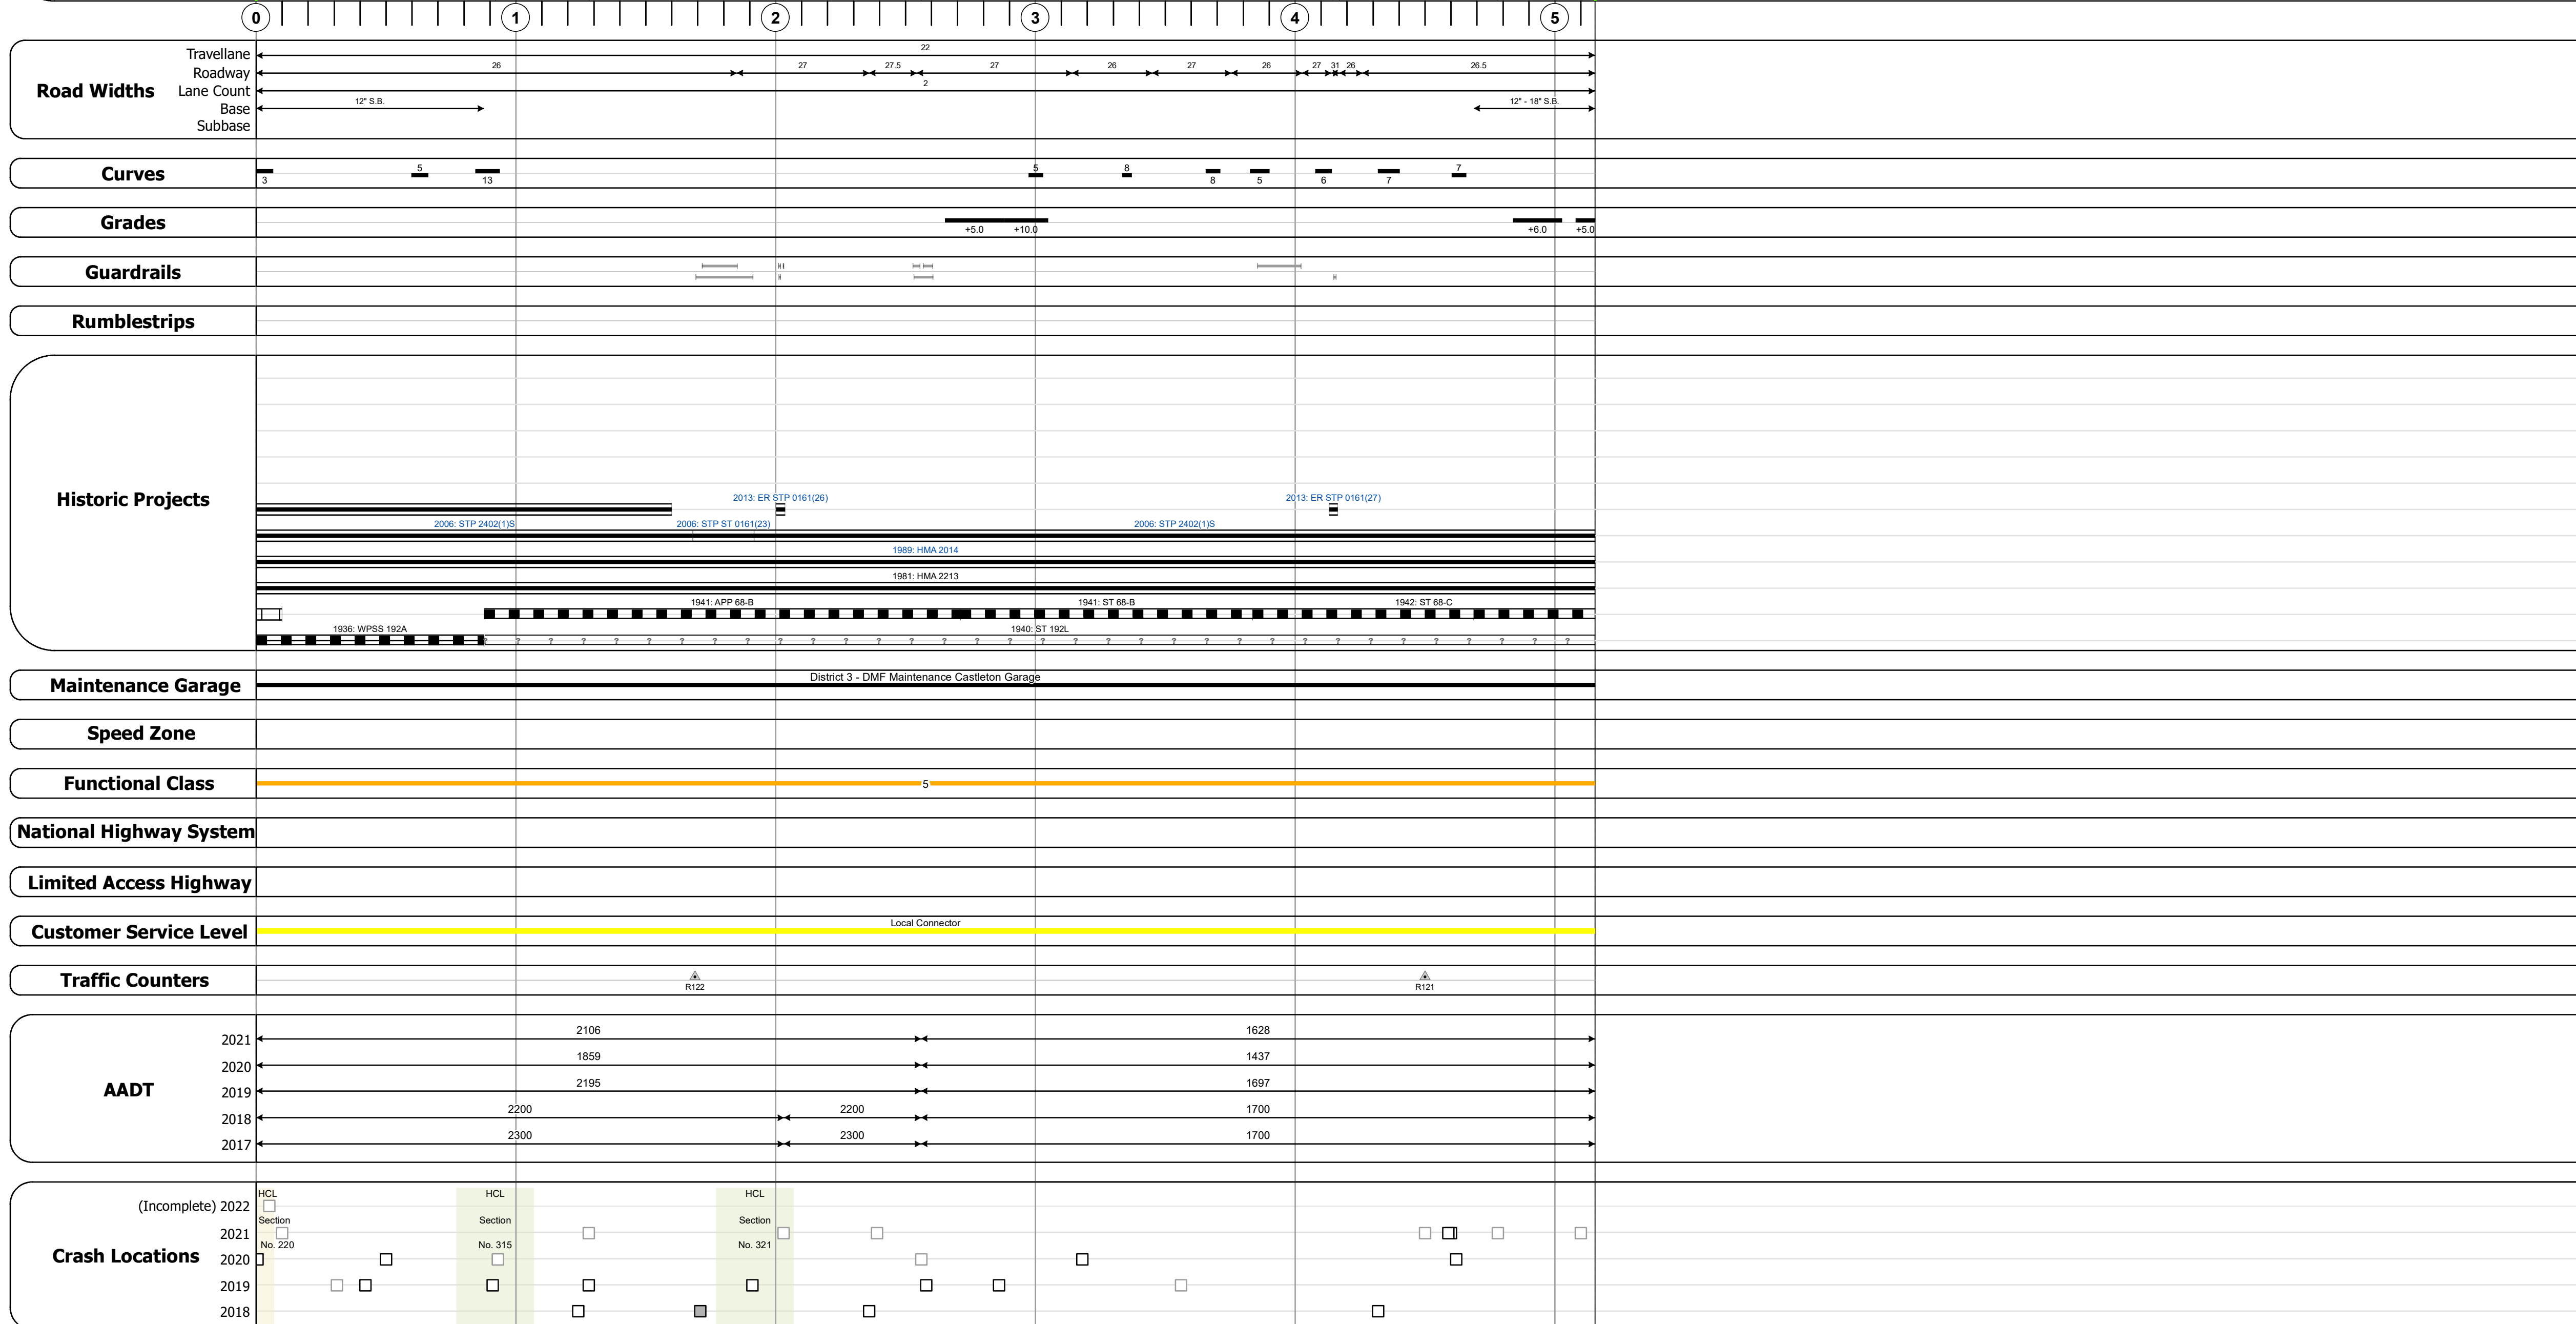 0 1 2 3 4 5
Travellane 22
Roadway 26 27 27.5 27 26 27 26 27 31 26 26.5
Road Widths
Lane Count 2
Base 12" S.B. 12" - 18" S.B.
Subbase
Curves 3 5 13 5 8 8 5 6 7 7
Grades +5.0 +10.0 +6.0 +5.0
Guardrails
Rumblestrips
Historic Projects
2013: ER STP 0161(26) 2013: ER STP 0161(27)
2006: STP 2402(1)S 2006: STP ST 0161(23) 2006: STP 2402(1)S
1989: HMA 2014
1981: HMA 2213
1941: APP 68-B 1941: ST 68-B 1942: ST 68-C
1936: WPSS 192A 1940: ST 192L
? ? ? ? ? ? ? ? ? ? ? ? ? ? ? ? ? ? ? ? ? ? ? ? ? ? ? ? ? ? ? ? ? ?
Maintenance Garage District 3 - DMF Maintenance Castleton Garage
Speed Zone
Functional Class 5
National Highway System
Limited Access Highway
Customer Service Level Local Connector
Traffic Counters R122 R121
AADT
2021 2106 1628
2020 1859 1437
2019 2195 1697
2018 2200 2200 1700
2017 2300 2300 1700
Crash Locations
HCL HCL HCL
(Incomplete) 2022
Section Section Section
2021
No. 220 No. 315 No. 321
2020
2019
2018